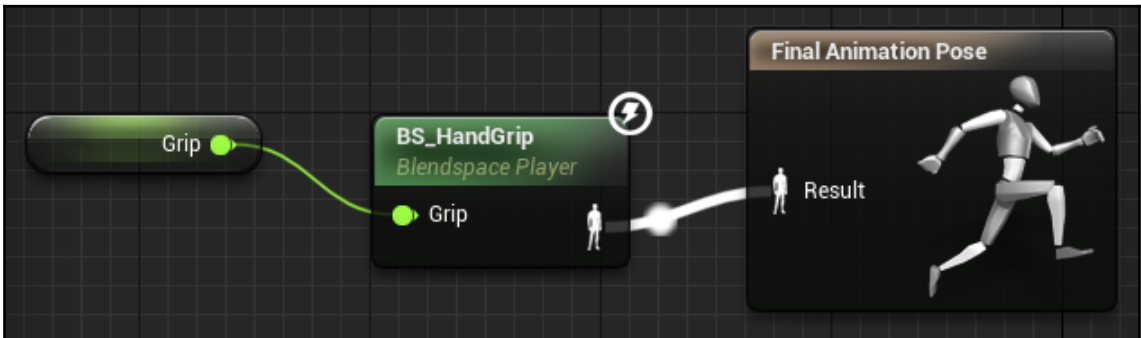 Grip
BS_HandGrip
Blendspace Player
Grip
Final Animation Pose
Result